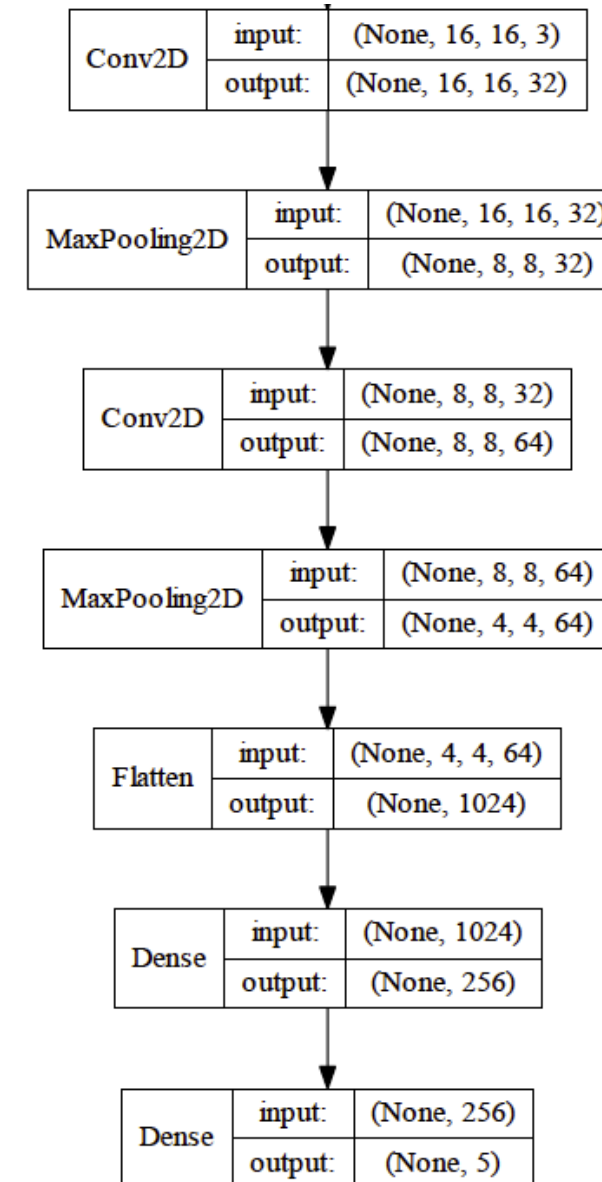 Conv2D
input: (None, 16, 16, 3)
output: (None, 16, 16, 32)
MaxPooling2D
input: (None, 16, 16, 32)
output: (None, 8, 8, 32)
Conv2D
input: (None, 8, 8, 32)
output: (None, 8, 8, 64)
MaxPooling2D
input: (None, 8, 8, 64)
output: (None, 4, 4, 64)
Flatten
input: (None, 4, 4, 64)
output: (None, 1024)
Dense
input: (None, 1024)
output: (None, 256)
Dense
input: (None, 256)
output: (None, 5)